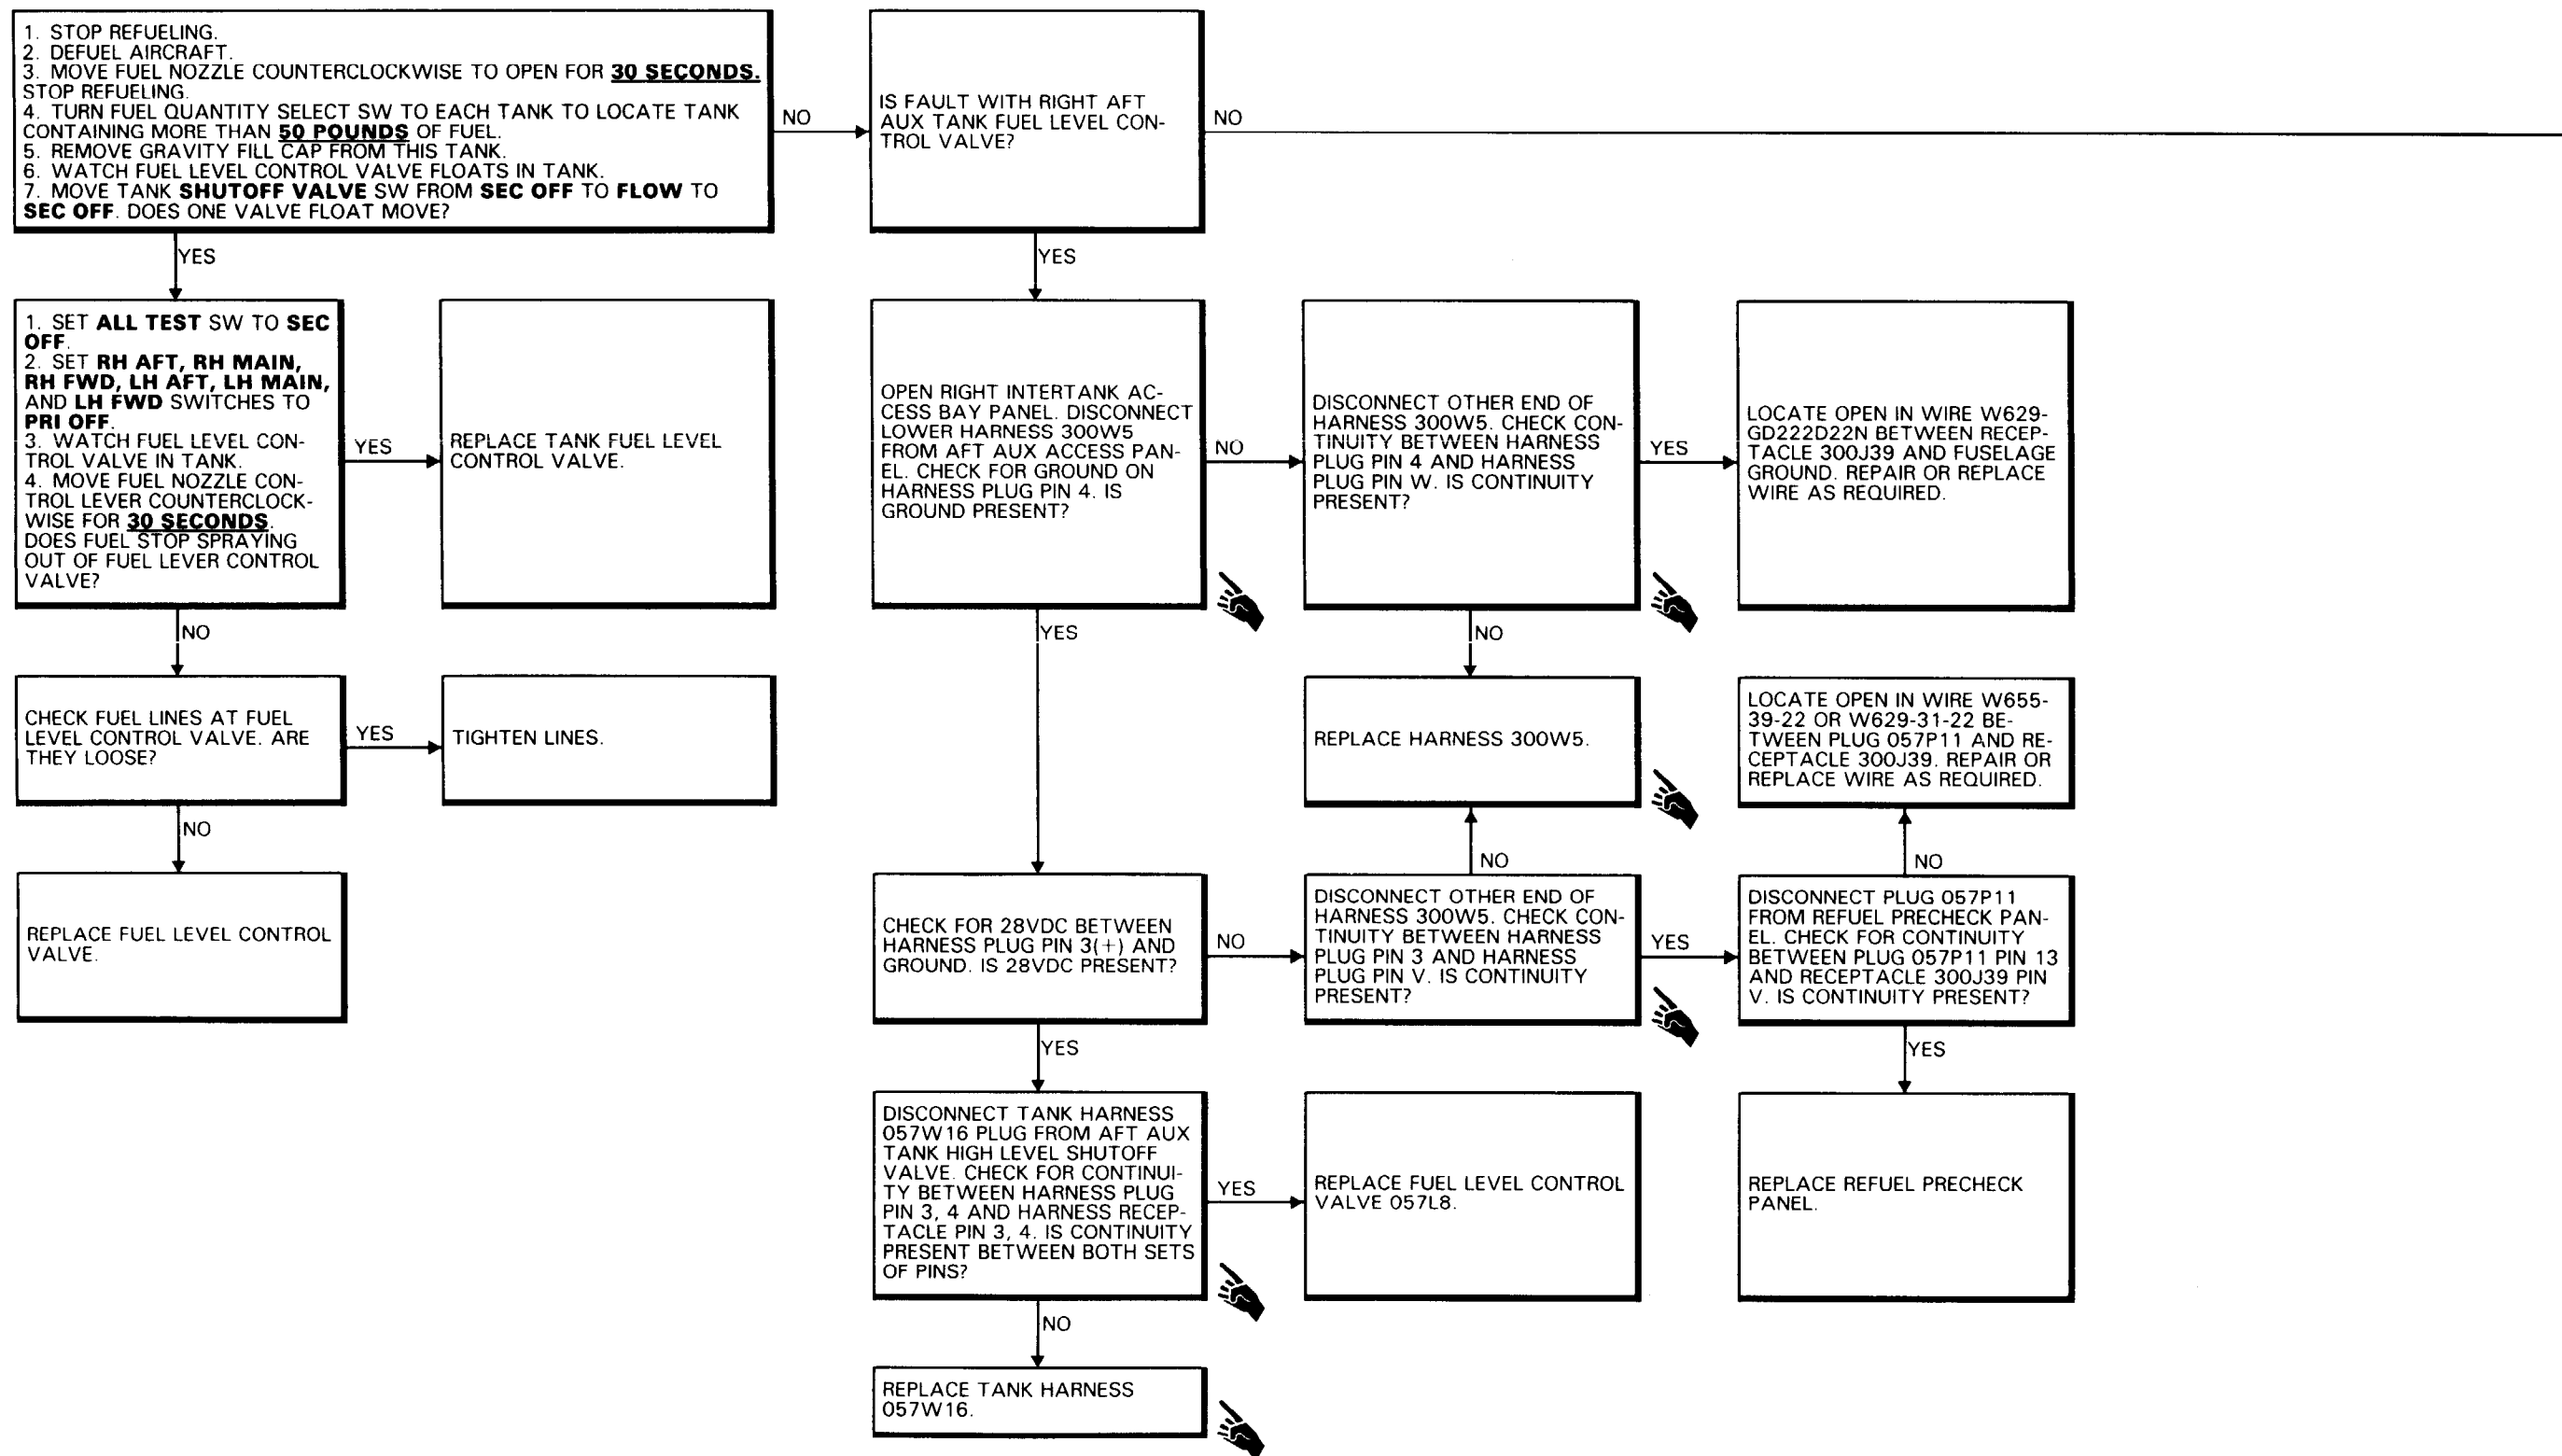 1. STOP REFUELING.
2. DEFUEL AIRCRAFT.
3. MOVE FUEL NOZZLE COUNTERCLOCKWISE TO OPEN FOR 30 SECONDS.
STOP REFUELING.
4. TURN FUEL QUANTITY SELECT SW TO EACH TANK TO LOCATE TANK
CONTAINING MORE THAN 50 POUNDS OF FUEL.
5. REMOVE GRAVITY FILL CAP FROM THIS TANK.
6. WATCH FUEL LEVEL CONTROL VALVE FLOATS IN TANK.
7. MOVE TANK SHUTOFF VALVE SW FROM SEC OFF TO FLOW TO
SEC OFF. DOES ONE VALVE FLOAT MOVE?
NO
IS FAULT WITH RIGHT AFT
AUX TANK FUEL LEVEL CON-
TROL VALVE?
NO
YES
YES
1. SET ALL TEST SW TO SEC
OFF.
2. SET RH AFT, RH MAIN,
RH FWD, LH AFT, LH MAIN,
AND LH FWD SWITCHES TO
PRI OFF.
3. WATCH FUEL LEVEL CON-
TROL VALVE IN TANK.
4. MOVE FUEL NOZZLE CON-
TROL LEVER COUNTERCLOCK-
WISE FOR 30 SECONDS.
DOES FUEL STOP SPRAYING
OUT OF FUEL LEVER CONTROL
VALVE?
YES
REPLACE TANK FUEL LEVEL
CONTROL VALVE.
OPEN RIGHT INTERTANK AC-
CESS BAY PANEL. DISCONNECT
LOWER HARNESS 300W5
FROM AFT AUX ACCESS PAN-
EL. CHECK FOR GROUND ON
HARNESS PLUG PIN 4. IS
GROUND PRESENT?
NO
DISCONNECT OTHER END OF
HARNESS 300W5. CHECK CON-
TINUITY BETWEEN HARNESS
PLUG PIN 4 AND HARNESS
PLUG PIN W. IS CONTINUITY
PRESENT?
YES
LOCATE OPEN IN WIRE W629-
GD222D22N BETWEEN RECEP-
TACLE 300J39 AND FUSELAGE
GROUND. REPAIR OR REPLACE
WIRE AS REQUIRED.
NO
YES
NO
CHECK FUEL LINES AT FUEL
LEVEL CONTROL VALVE. ARE
THEY LOOSE?
YES
TIGHTEN LINES.
REPLACE HARNESS 300W5.
LOCATE OPEN IN WIRE W655-
39-22 OR W629-31-22 BE-
TWEEN PLUG 057P11 AND RE-
CEPTACLE 300J39. REPAIR OR
REPLACE WIRE AS REQUIRED.
NO
NO
NO
REPLACE FUEL LEVEL CONTROL
VALVE.
CHECK FOR 28VDC BETWEEN
HARNESS PLUG PIN 3(+) AND
GROUND. IS 28VDC PRESENT?
NO
DISCONNECT OTHER END OF
HARNESS 300W5. CHECK CON-
TINUITY BETWEEN HARNESS
PLUG PIN 3 AND HARNESS
PLUG PIN V. IS CONTINUITY
PRESENT?
YES
DISCONNECT PLUG 057P11
FROM REFUEL PRECHECK PAN-
EL. CHECK FOR CONTINUITY
BETWEEN PLUG 057P11 PIN 13
AND RECEPTACLE 300J39 PIN
V. IS CONTINUITY PRESENT?
YES
YES
DISCONNECT TANK HARNESS
057W16 PLUG FROM AFT AUX
TANK HIGH LEVEL SHUTOFF
VALVE. CHECK FOR CONTINUI-
TY BETWEEN HARNESS PLUG
PIN 3, 4 AND HARNESS RECEP-
TACLE PIN 3, 4. IS CONTINUITY
PRESENT BETWEEN BOTH SETS
OF PINS?
YES
REPLACE FUEL LEVEL CONTROL
VALVE 057L8.
REPLACE REFUEL PRECHECK
PANEL.
NO
REPLACE TANK HARNESS
057W16.